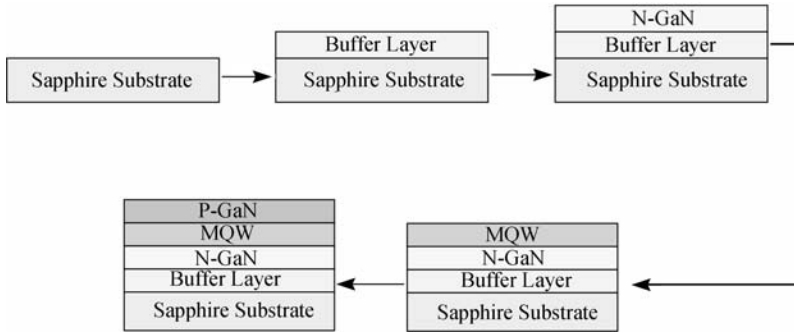 Sapphire Substrate
Buffer Layer
Sapphire Substrate
N-GaN
Buffer Layer
Sapphire Substrate
P-GaN
MQW
N-GaN
Buffer Layer
Sapphire Substrate
MQW
N-GaN
Buffer Layer
Sapphire Substrate